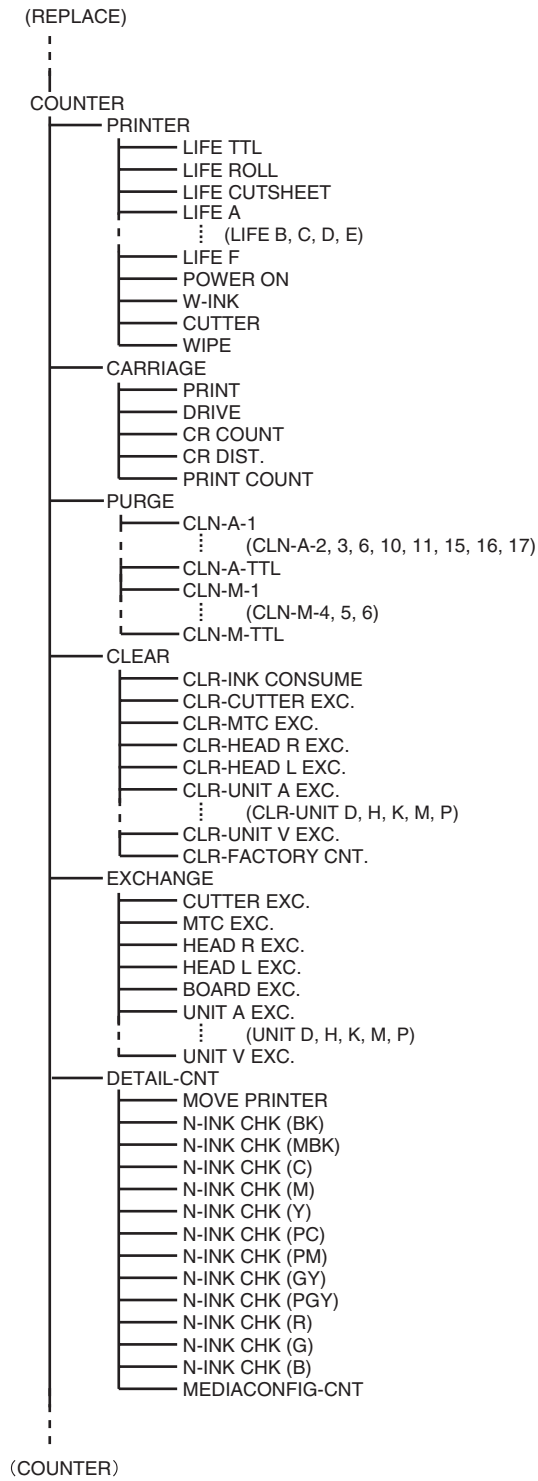 (REPLACE)
COUNTER
PRINTER
LIFE TTL
LIFE ROLL
LIFE CUTSHEET
LIFE A
(LIFE B, C, D, E)
LIFE F
POWER ON
W-INK
CUTTER
WIPE
CARRIAGE
PRINT
DRIVE
CR COUNT
CR DIST.
PRINT COUNT
PURGE
CLN-A-1
(CLN-A-2, 3, 6, 10, 11, 15, 16, 17)
CLN-A-TTL
CLN-M-1
(CLN-M-4, 5, 6)
CLN-M-TTL
CLEAR
CLR-INK CONSUME
CLR-CUTTER EXC.
CLR-MTC EXC.
CLR-HEAD R EXC.
CLR-HEAD L EXC.
CLR-UNIT A EXC.
(CLR-UNIT D, H, K, M, P)
CLR-UNIT V EXC.
CLR-FACTORY CNT.
EXCHANGE
CUTTER EXC.
MTC EXC.
HEAD R EXC.
HEAD L EXC.
BOARD EXC.
UNIT A EXC.
(UNIT D, H, K, M, P)
UNIT V EXC.
DETAIL-CNT
MOVE PRINTER
N-INK CHK (BK)
N-INK CHK (MBK)
N-INK CHK (C)
N-INK CHK (M)
N-INK CHK (Y)
N-INK CHK (PC)
N-INK CHK (PM)
N-INK CHK (GY)
N-INK CHK (PGY)
N-INK CHK (R)
N-INK CHK (G)
N-INK CHK (B)
MEDIACONFIG-CNT
（COUNTER）